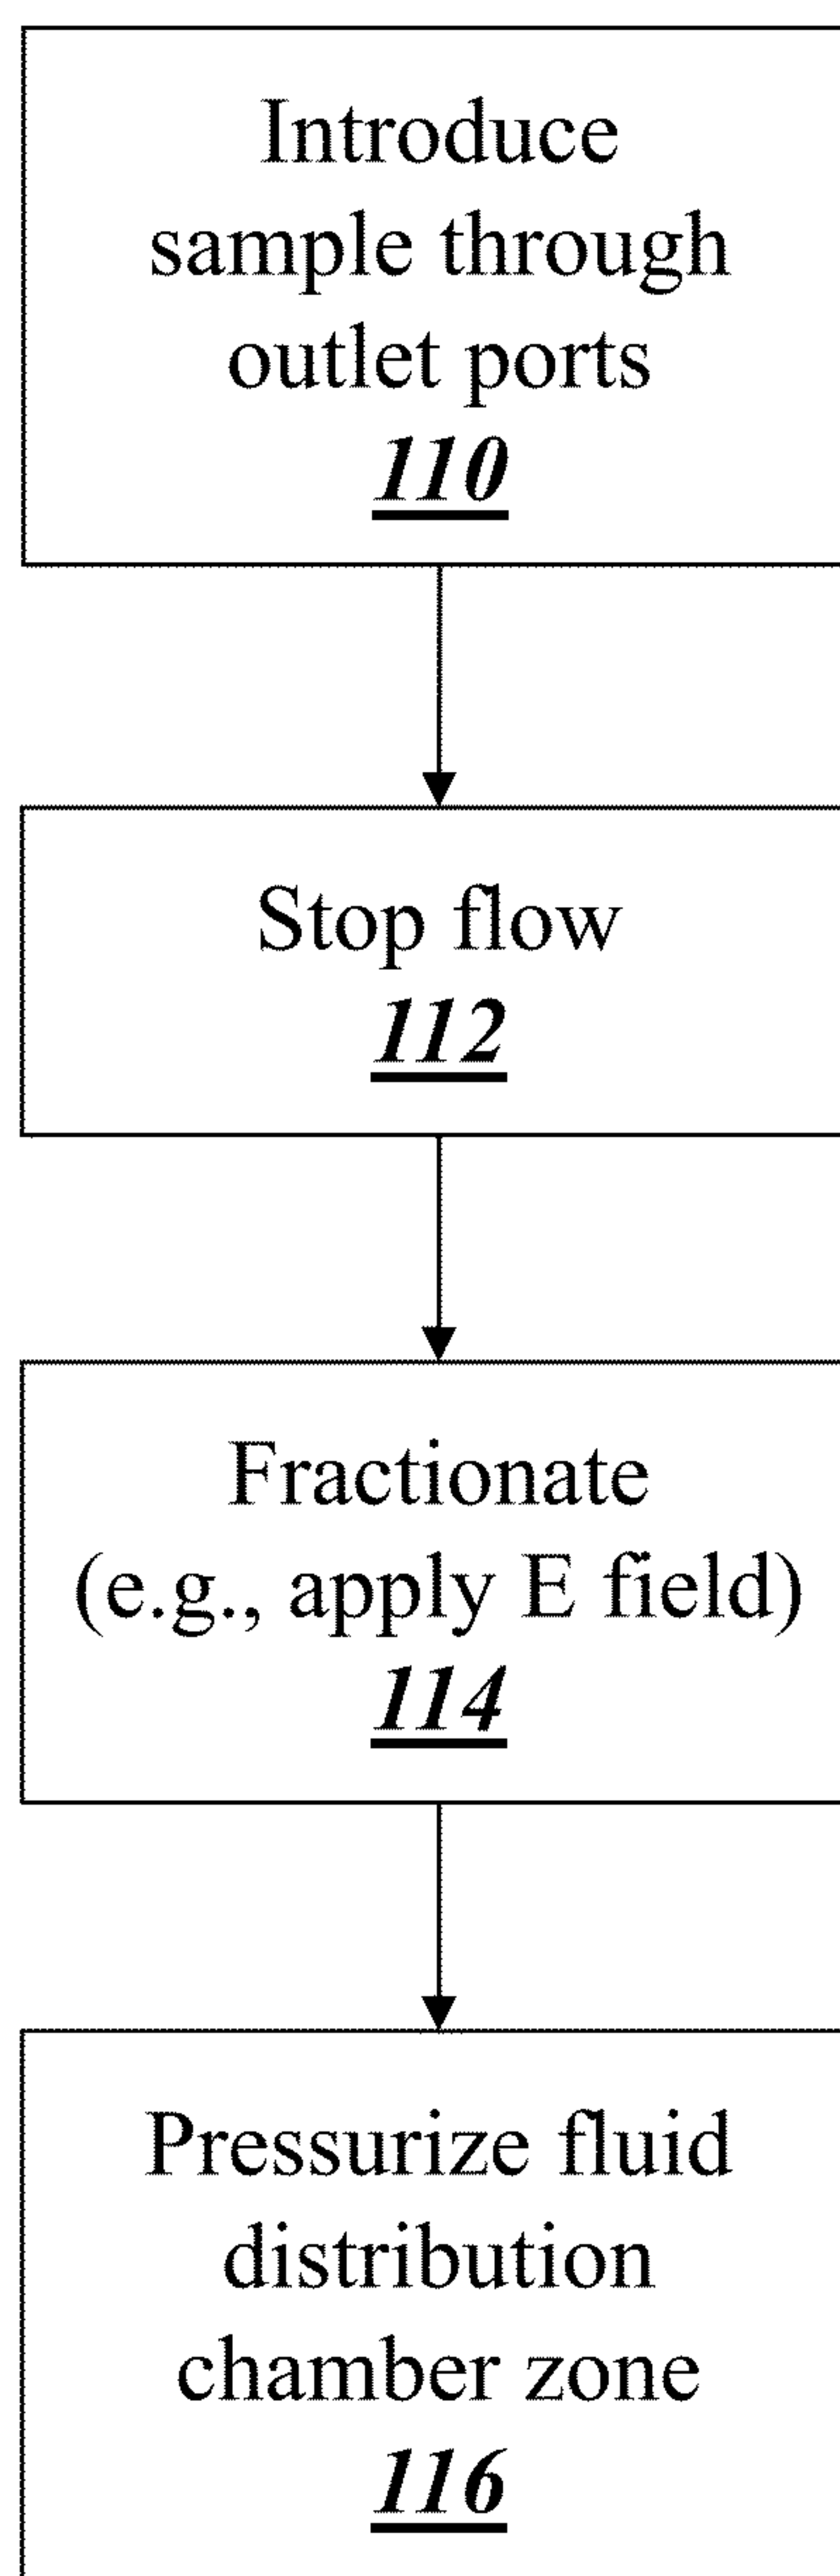 Introduce
sample through
outlet ports
110
Stop flow
112
Fractionate
(e.g., apply E field)
114
Pressurize fluid
distribution
chamber zone
116